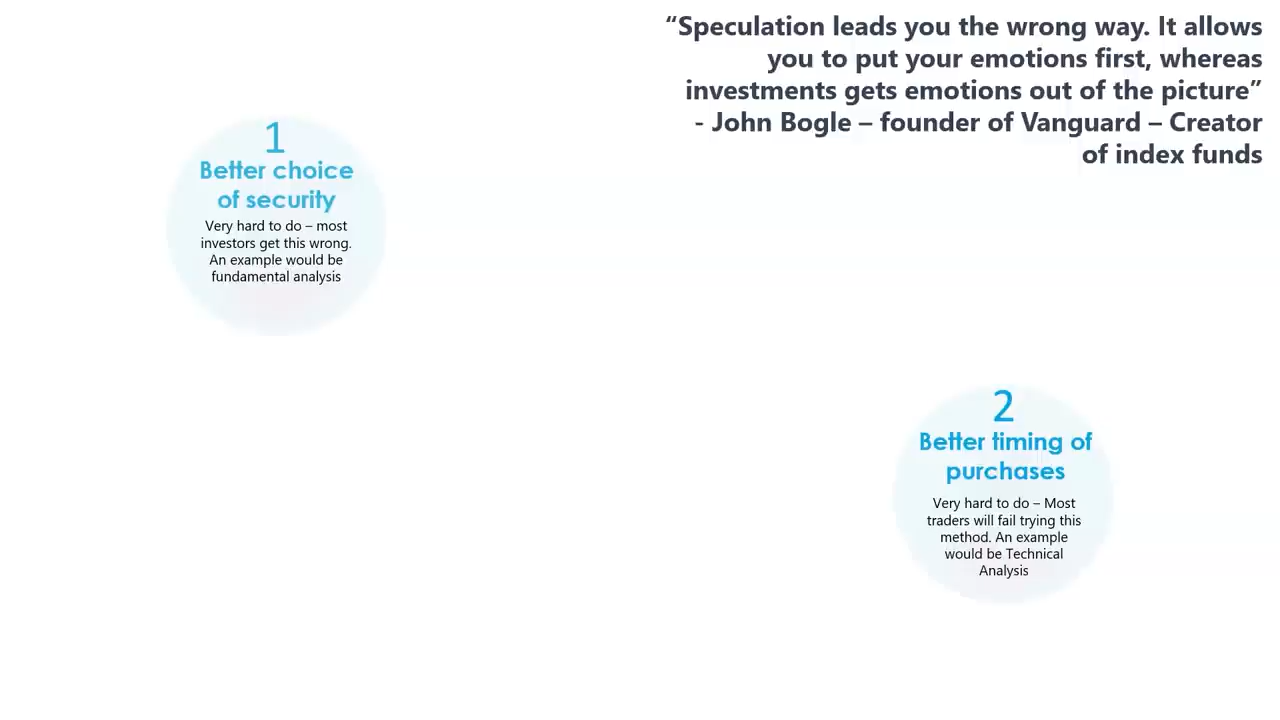 “Speculation leads you the wrong way. It allows
you to put your emotions first, whereas
investments gets emotions out of the picture”
- John Bogle – founder of Vanguard – Creator
of index funds
1
Better choice
of security
Very hard to do – most
investors get this wrong.
An example would be
fundamental analysis
2
Better timing of
purchases
Very hard to do – Most
traders will fail trying this
method. An example
would be Technical
Analysis